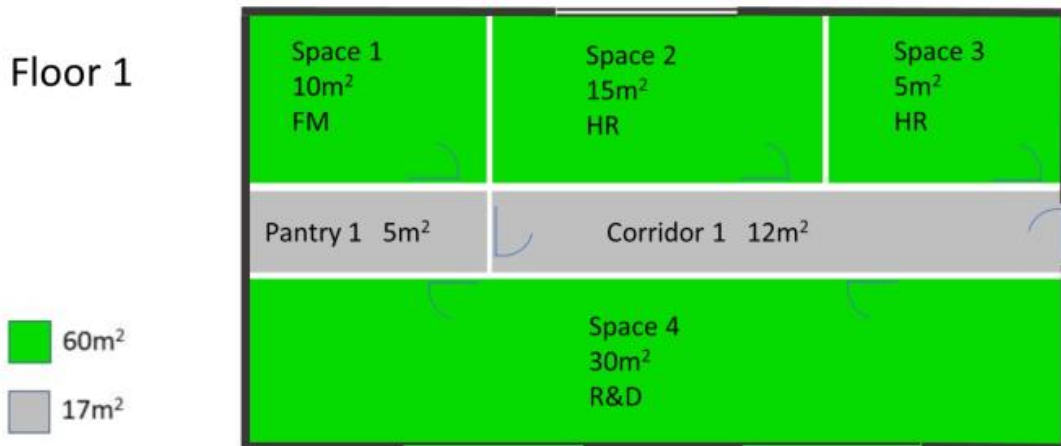 Floor 1
Space 1
10m²
FM
Space 2
15m²
HR
Space 3
5m²
HR
Pantry 1 5m²
Corridor 1 12m²
Space 4
30m²
R&D
60m²
17m²